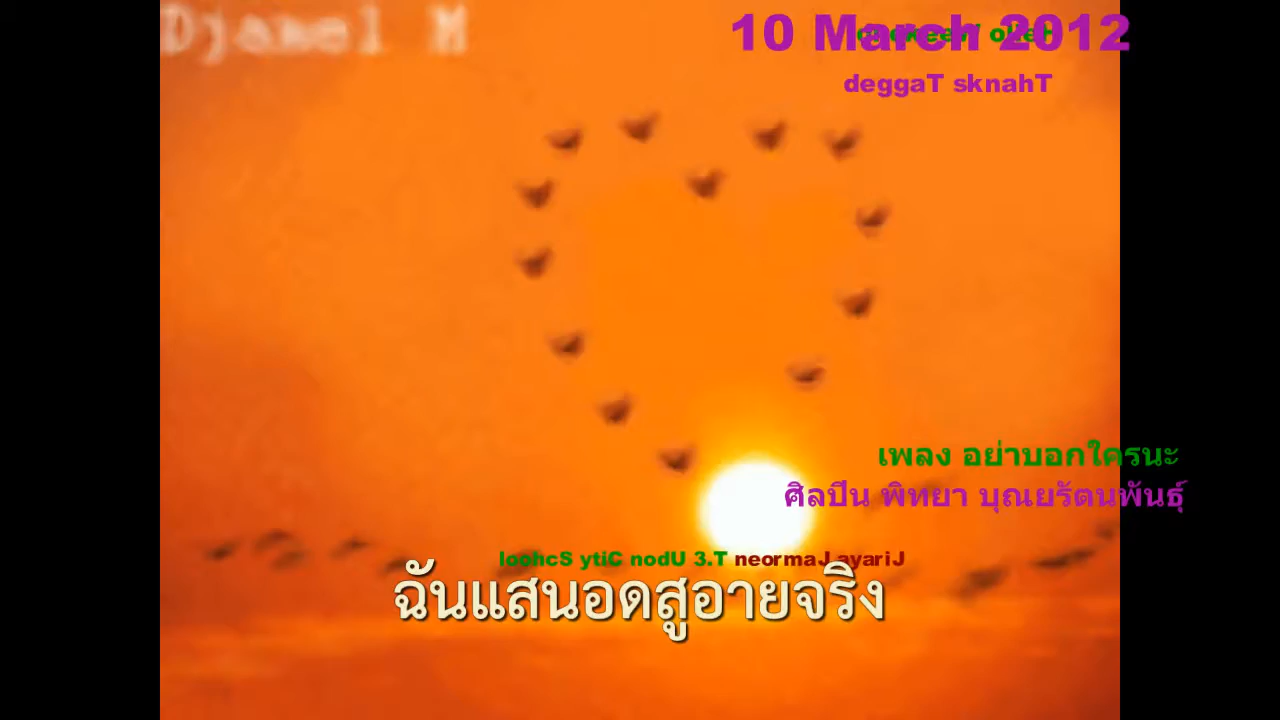 Djamel M
10 March 2012
deggaT sknahT
เพลง อย่าบอกใครนะ
ศิลปิน พิทยา บุณยรัตนพันธุ์
loohcS ytiC nodU 3.T neormaJ ayariJ
ฉันแสนอดสูอายจริง